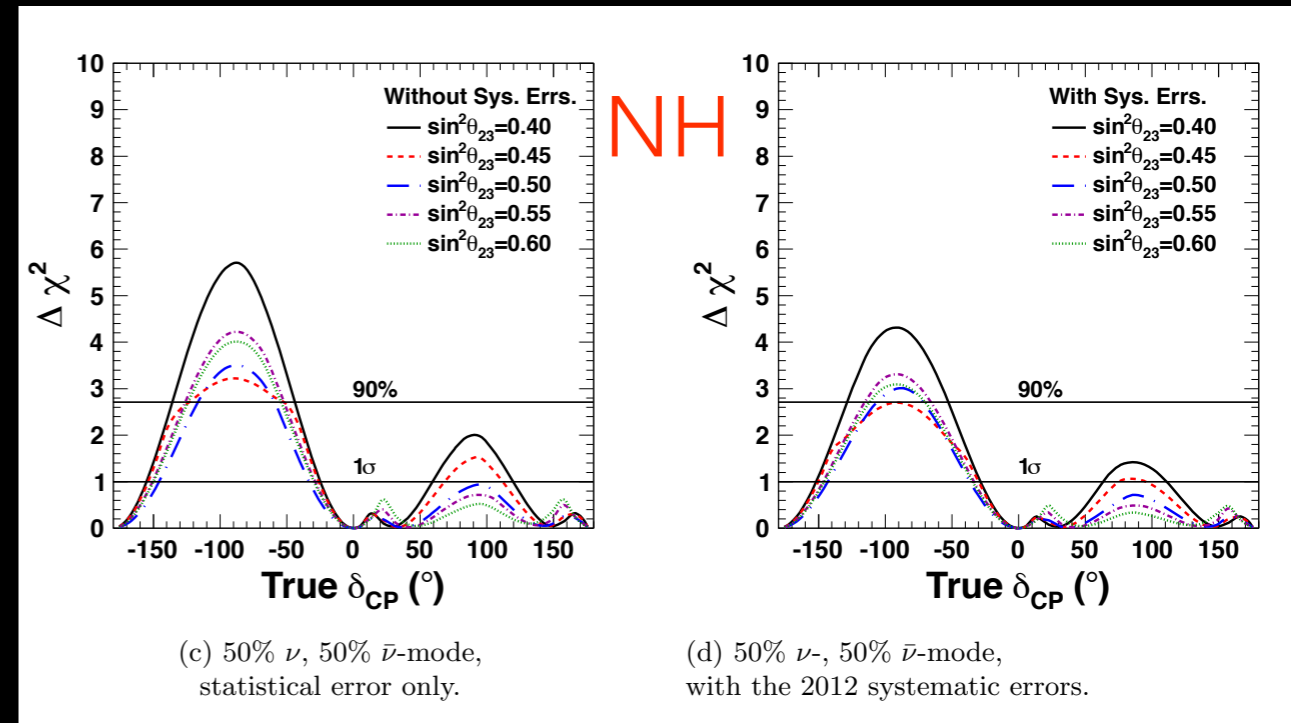 10
9
8
7
6
5
4
3
2
1
0
Δ χ²
Without Sys. Errs.
sin²θ₂₃=0.40
sin²θ₂₃=0.45
sin²θ₂₃=0.50
sin²θ₂₃=0.55
sin²θ₂₃=0.60
90%
1σ
-150 -100 -50 0 50 100 150
True δ_CP (°)
(c) 50% ν, 50% ν̄-mode,
statistical error only.
NH
10
9
8
7
6
5
4
3
2
1
0
Δ χ²
With Sys. Errs.
sin²θ₂₃=0.40
sin²θ₂₃=0.45
sin²θ₂₃=0.50
sin²θ₂₃=0.55
sin²θ₂₃=0.60
90%
1σ
-150 -100 -50 0 50 100 150
True δ_CP (°)
(d) 50% ν-, 50% ν̄-mode,
with the 2012 systematic errors.